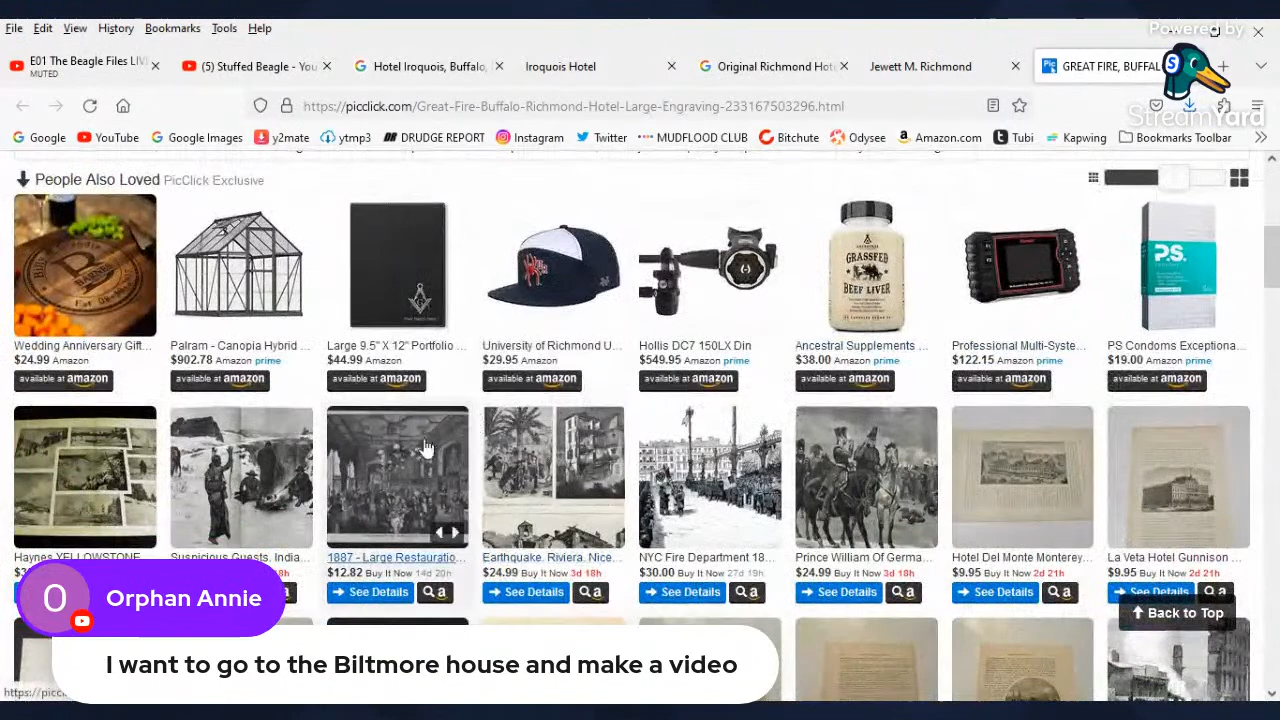 File Edit View History Bookmarks Tools Help
Powered by
E01 The Beagle Files LIV
MUTED
(5) Stuffed Beagle - You
Hotel Iroquois, Buffalo,
Iroquois Hotel
Original Richmond Hote
Jewett M. Richmond
GREAT FIRE, BUFFAL
StreamYard
https://picclick.com/Great-Fire-Buffalo-Richmond-Hotel-Large-Engraving-233167503296.html
Google YouTube Google Images y2mate ytmp3 DRUDGE REPORT Instagram Twitter MUDFLOOD CLUB Bitchute Odysee Amazon.com Tubi Kapwing Bookmarks Toolbar
People Also Loved PicClick Exclusive
GRASSFED
BEEF LIVER
P.S.
Wedding Anniversary Gift... Palram - Canopia Hybrid ... Large 9.5" X 12" Portfolio ... University of Richmond U... Hollis DC7 150LX Din Ancestral Supplements ... Professional Multi-Syste... PS Condoms Exceptiona...
$24.99 Amazon $902.78 Amazon prime $44.99 Amazon $29.95 Amazon $549.95 Amazon prime $38.00 Amazon prime $122.15 Amazon prime $19.00 Amazon prime
available at amazon available at amazon available at amazon available at amazon available at amazon available at amazon available at amazon available at amazon
Haynes YELLOWSTONE Suspicious Guests. India... 1887 - Large Restauratio... Earthquake. Riviera. Nice... NYC Fire Department 18... Prince William Of Germa... Hotel Del Monte Monterey... La Veta Hotel Gunnison ...
$12.82 Buy It Now 14d 20h $24.99 Buy It Now 3d 18h $30.00 Buy It Now 27d 19h $24.99 Buy It Now 3d 18h $9.95 Buy It Now 2d 21h $9.95 Buy It Now 2d 21h
See Details See Details See Details See Details See Details See Details
Back to Top
O
Orphan Annie
I want to go to the Biltmore house and make a video